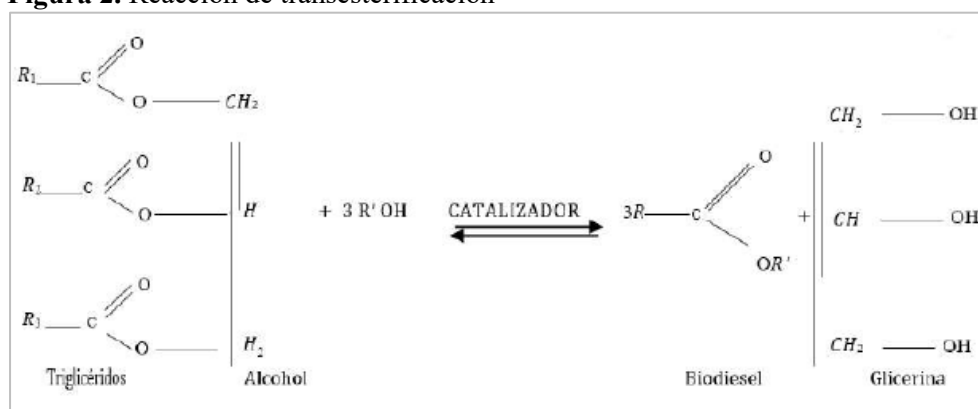 Figura 2. Reacción de transesterificación
R₁ C O
O CH₂
R₂ C O
O H + 3 R'OH CATALIZADOR 3R C O OR' +
R₃ C O
O H₂
CH₂ OH
CH OH
CH₂ OH
Triglicéridos Alcohol Biodiesel Glicerina